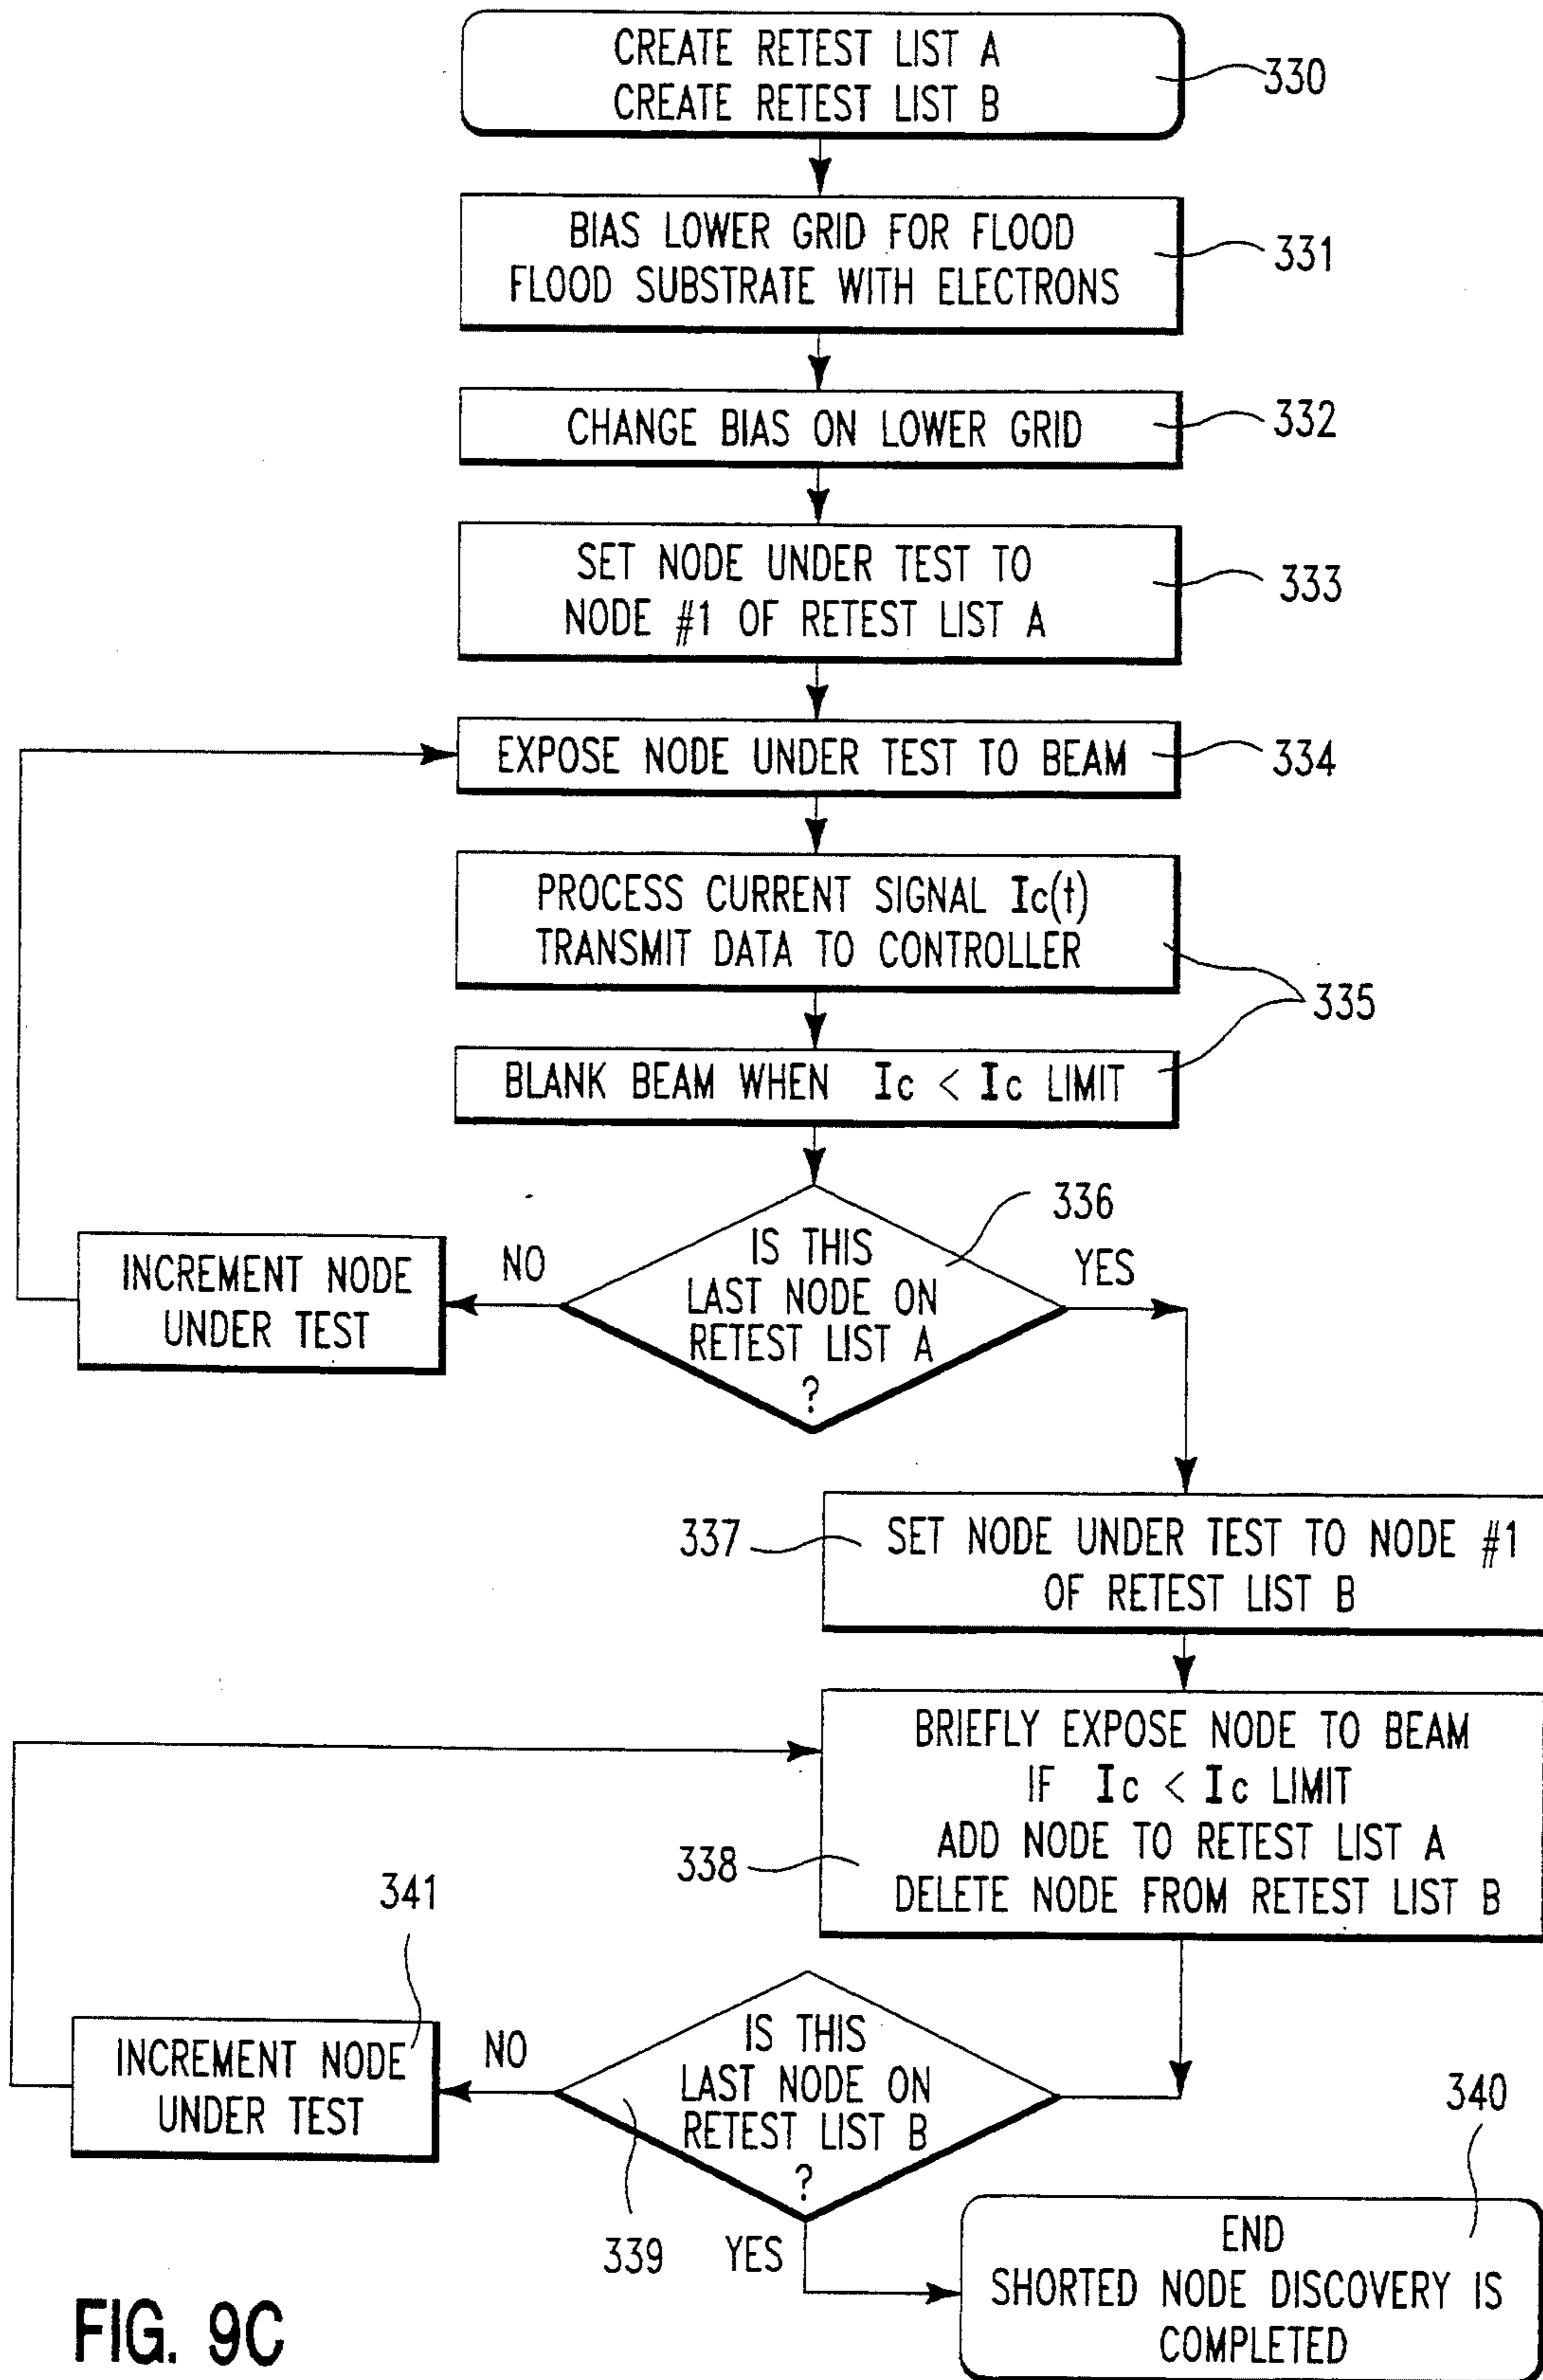 CREATE RETEST LIST A
CREATE RETEST LIST B
330
BIAS LOWER GRID FOR FLOOD
FLOOD SUBSTRATE WITH ELECTRONS
331
CHANGE BIAS ON LOWER GRID
332
SET NODE UNDER TEST TO
NODE #1 OF RETEST LIST A
333
EXPOSE NODE UNDER TEST TO BEAM
334
PROCESS CURRENT SIGNAL Ic(t)
TRANSMIT DATA TO CONTROLLER
335
BLANK BEAM WHEN Ic < Ic LIMIT
336
IS THIS
LAST NODE ON
RETEST LIST A
?
NO
YES
INCREMENT NODE
UNDER TEST
337
SET NODE UNDER TEST TO NODE #1
OF RETEST LIST B
BRIEFLY EXPOSE NODE TO BEAM
IF Ic < Ic LIMIT
ADD NODE TO RETEST LIST A
DELETE NODE FROM RETEST LIST B
338
341
INCREMENT NODE
UNDER TEST
NO
IS THIS
LAST NODE ON
RETEST LIST B
?
339
YES
340
END
SHORTED NODE DISCOVERY IS
COMPLETED
FIG. 9C